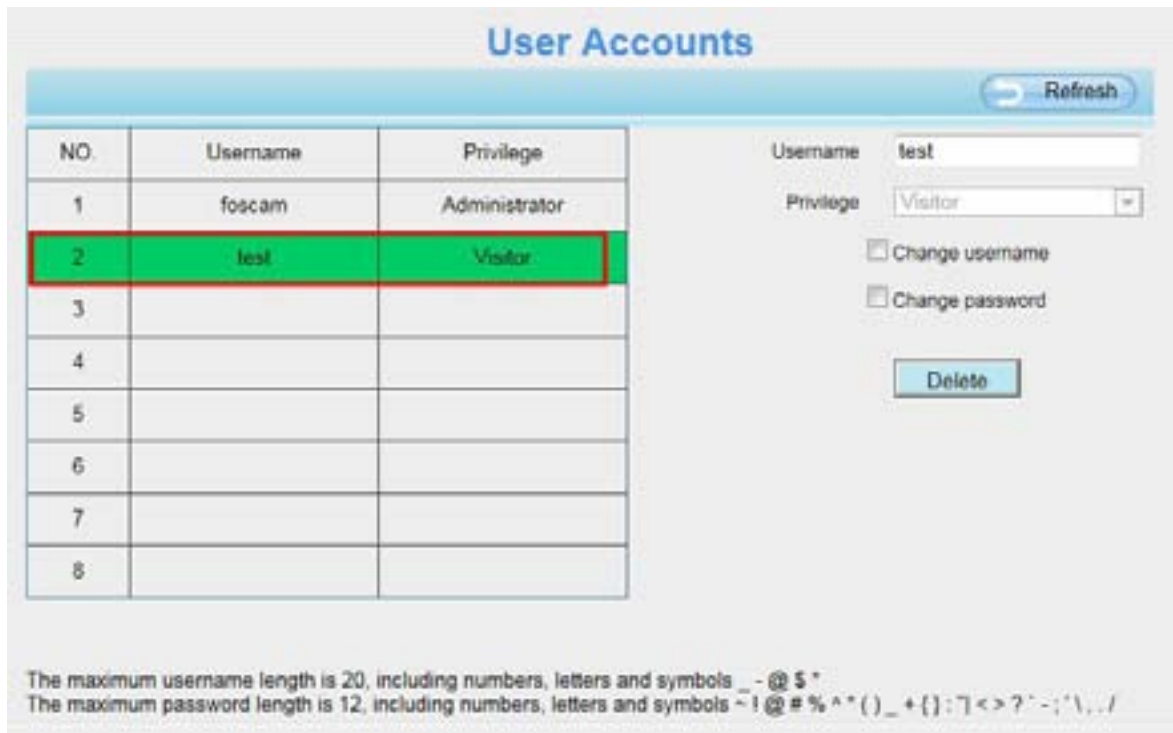 User Accounts
Refresh
NO. Username Privilege
1 foscam Administrator
2 test Visitor
3
4
5
6
7
8
Username test
Privilege Visitor
Change username
Change password
Delete
The maximum username length is 20, including numbers, letters and symbols _ - @ $ *
The maximum password length is 12, including numbers, letters and symbols ~ ! @ # % ^ * ( ) _ + { } :